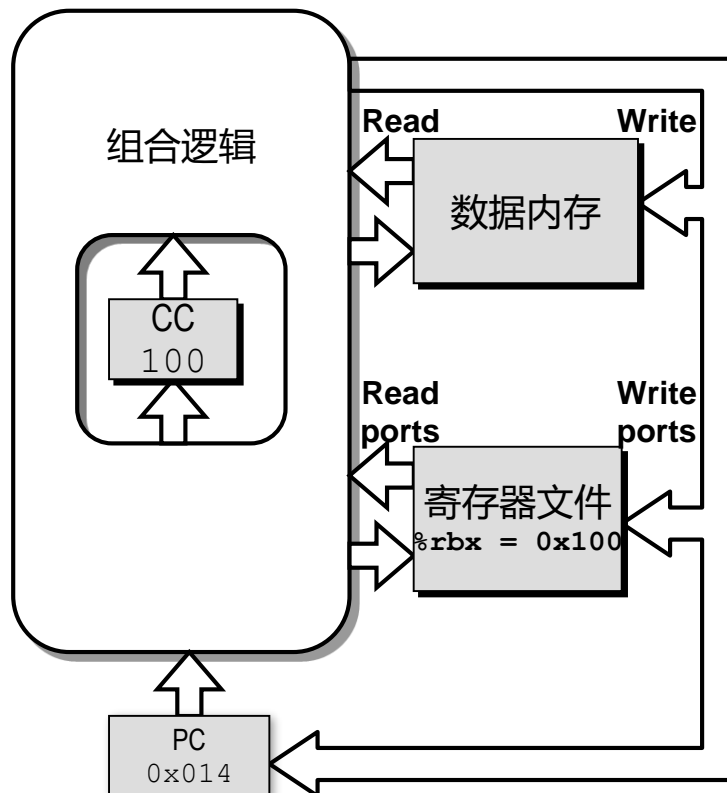 组合逻辑
Read
Write
数据内存
CC
100
Read
ports
Write
ports
寄存器文件
%rbx = 0x100
PC
0x014